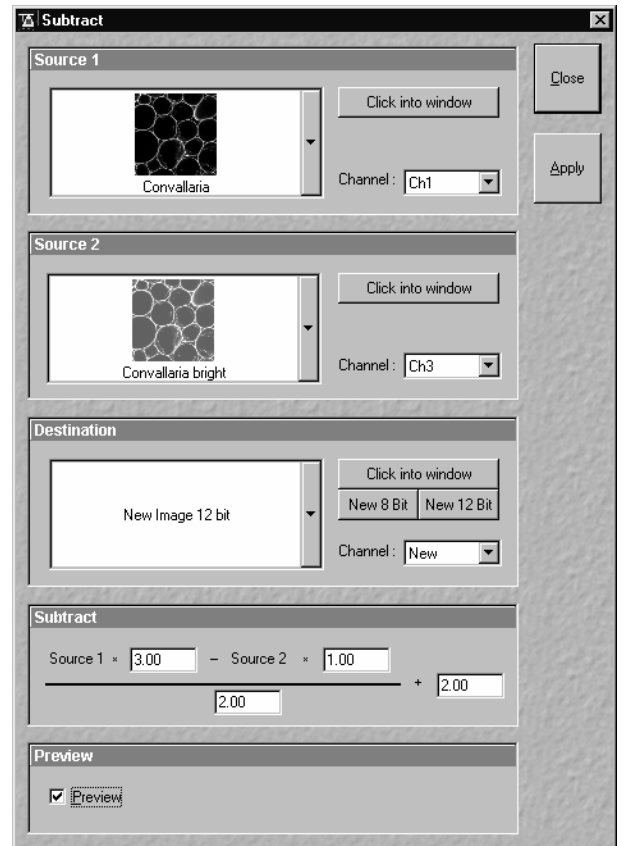 Subtract
Source 1
Click into window
Close
Convallaria
Channel : Ch1
Apply
Source 2
Click into window
Convallaria bright
Channel : Ch3
Destination
New Image 12 bit
Click into window
New 8 Bit New 12 Bit
Channel : New
Subtract
Source 1 × 3.00 – Source 2 × 1.00
2.00
+ 2.00
Preview
Preview